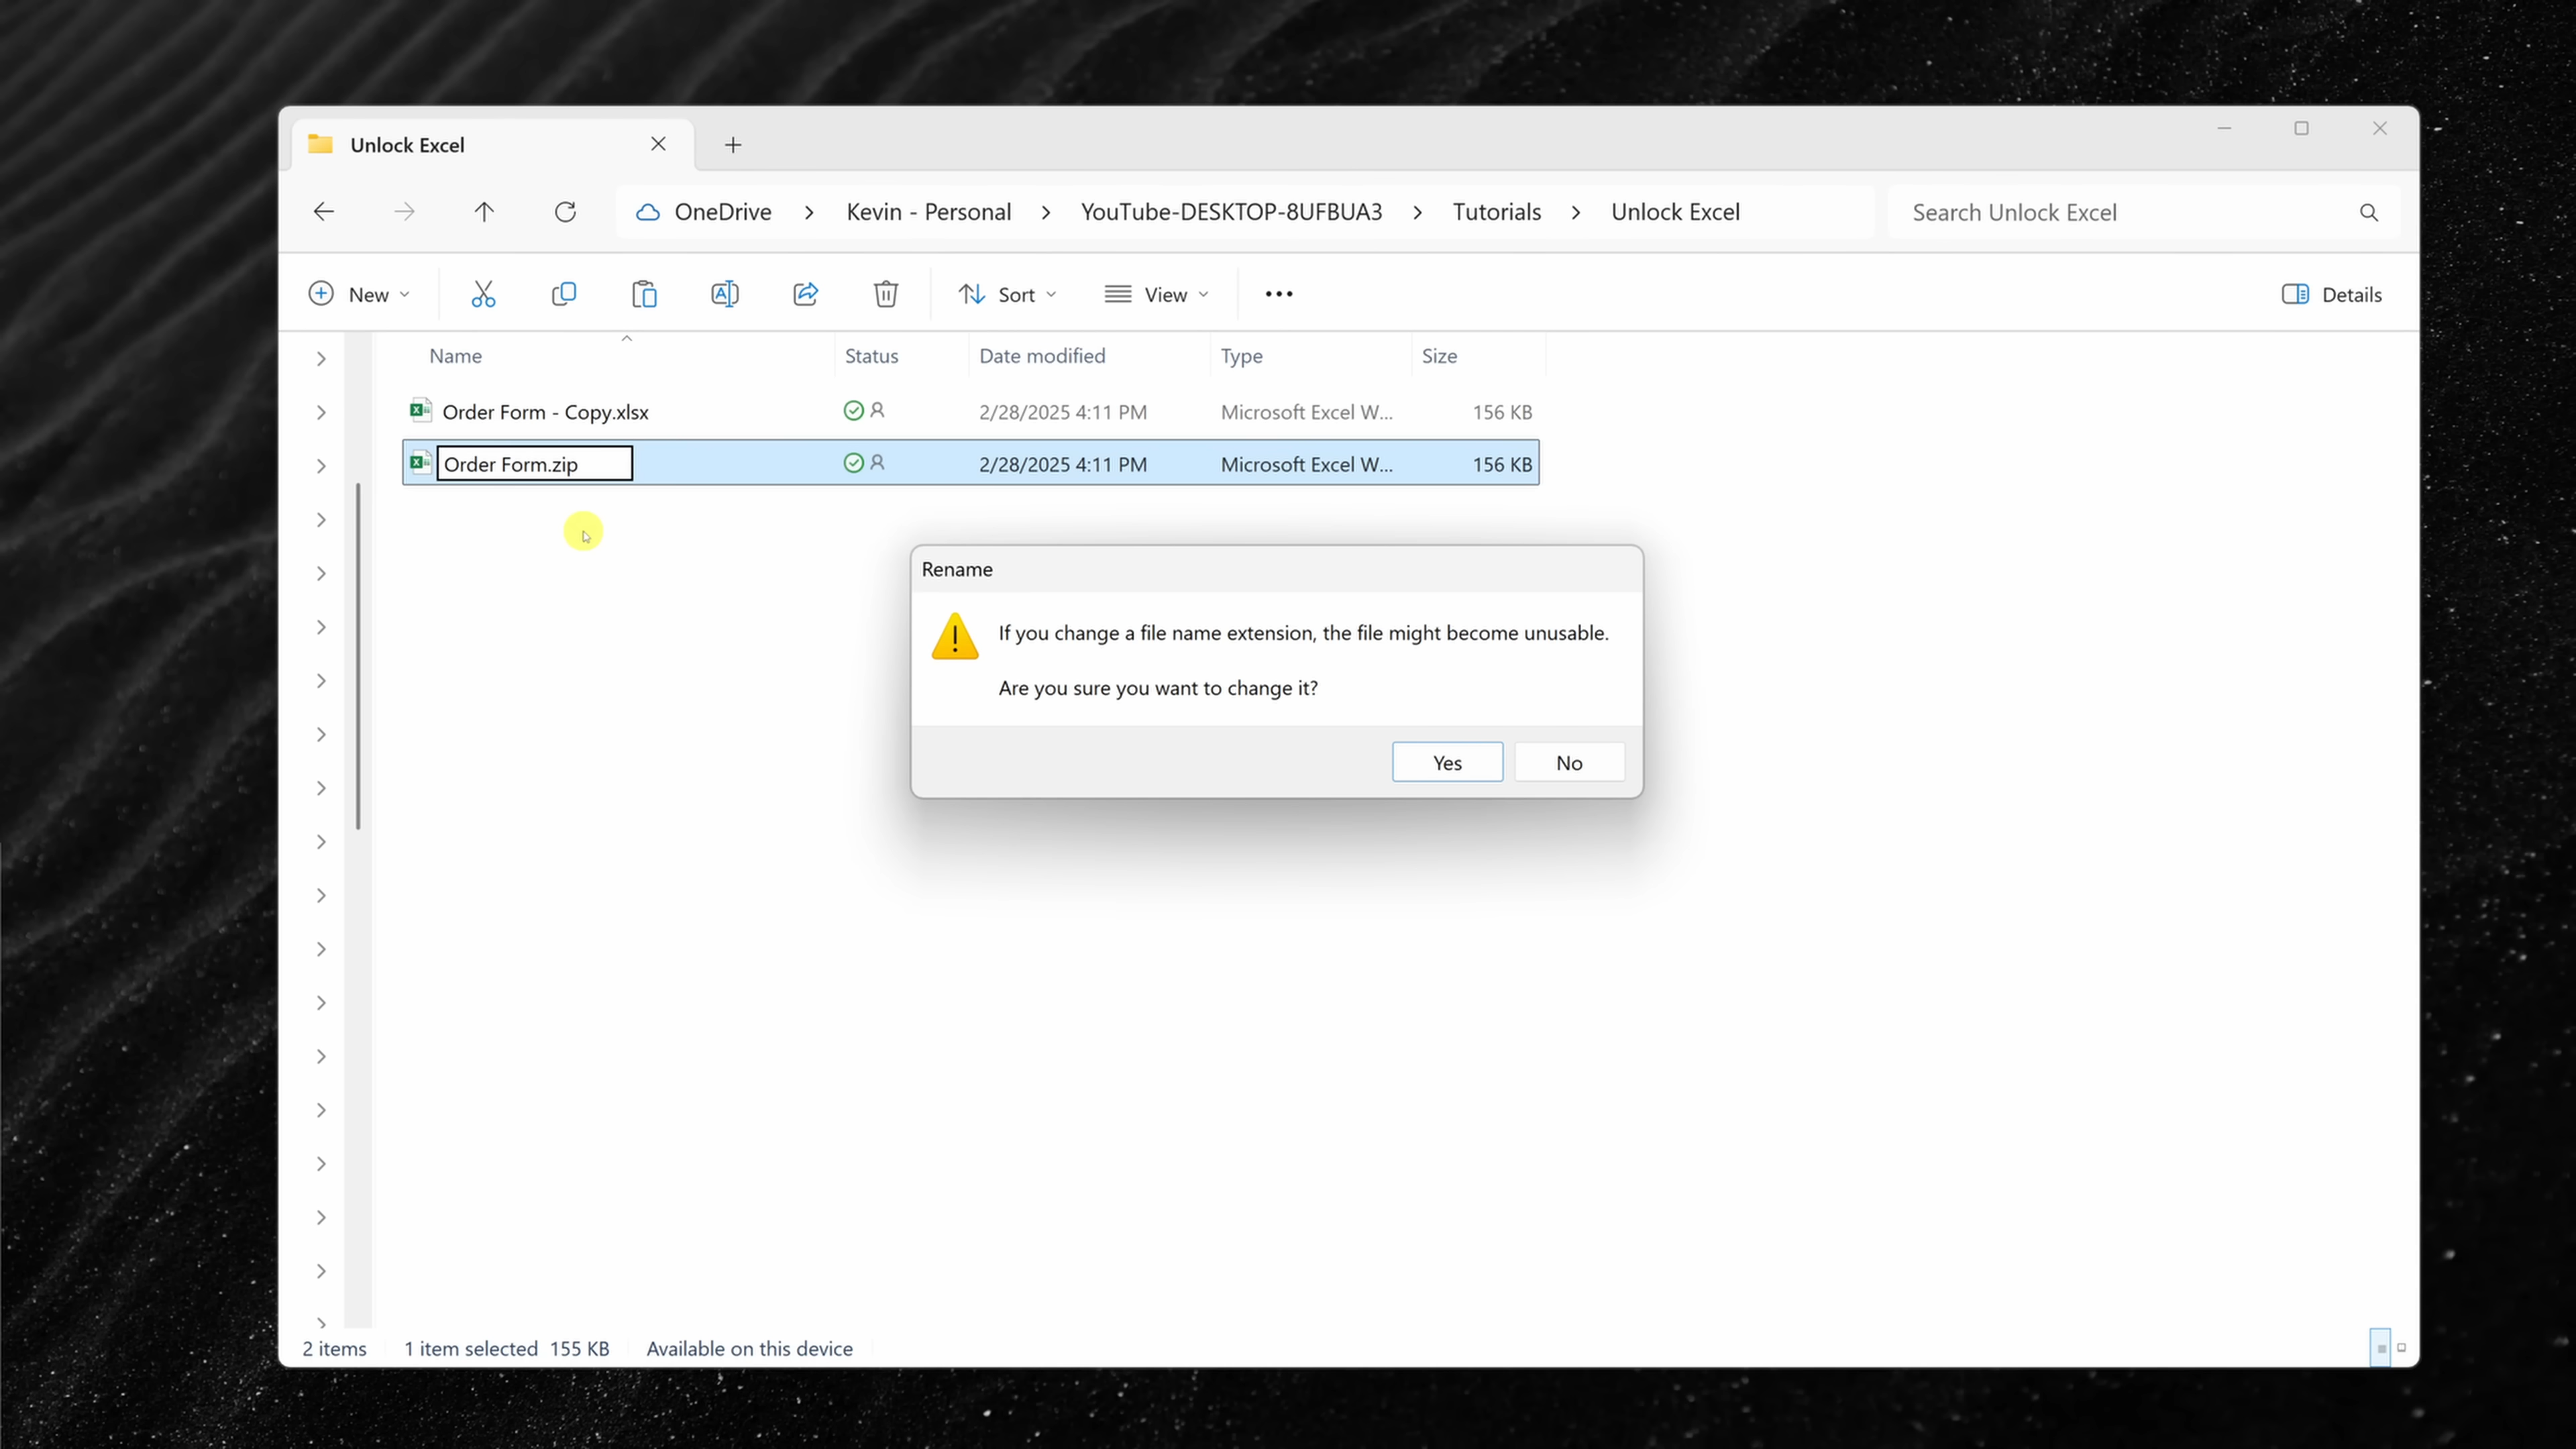 Unlock Excel
OneDrive > Kevin - Personal > YouTube-DESKTOP-8UFBUA3 > Tutorials > Unlock Excel
Search Unlock Excel
New
Sort
View
Details
Name Status Date modified Type Size
Order Form - Copy.xlsx 2/28/2025 4:11 PM Microsoft Excel W... 156 KB
Order Form.zip 2/28/2025 4:11 PM Microsoft Excel W... 156 KB
Rename
If you change a file name extension, the file might become unusable.
Are you sure you want to change it?
Yes No
2 items 1 item selected 155 KB Available on this device